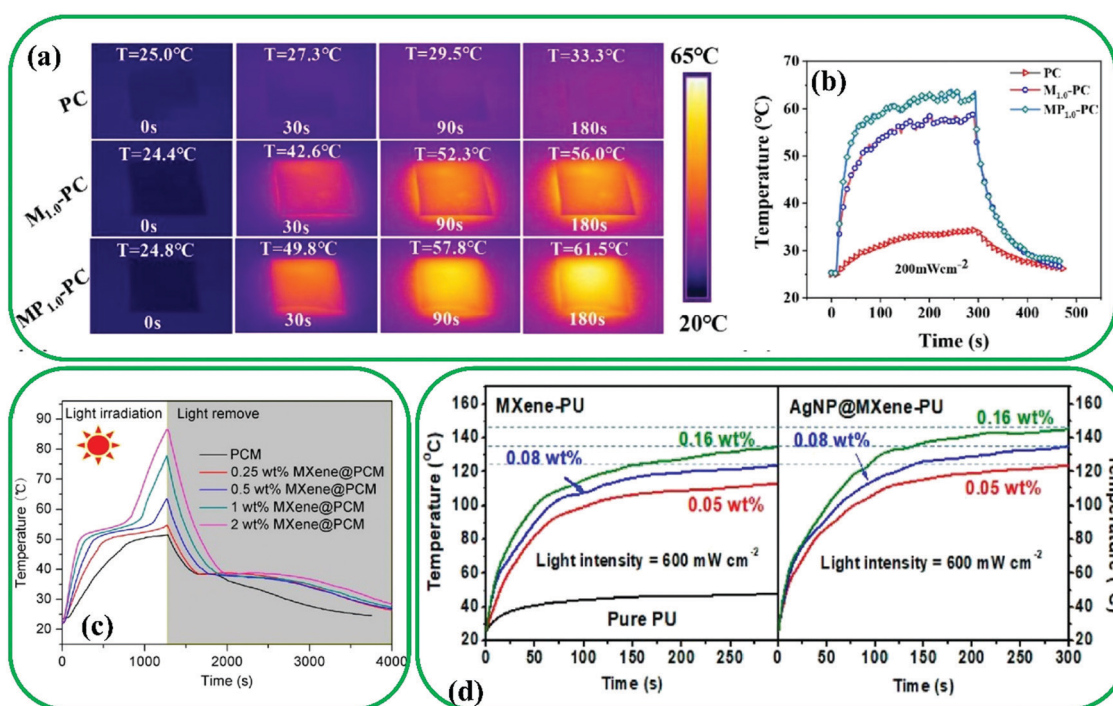 (a)
PC
T=25.0°C
T=27.3°C
T=29.5°C
T=33.3°C
0s
30s
90s
180s
M1.0-PC
T=24.4°C
T=42.6°C
T=52.3°C
T=56.0°C
0s
30s
90s
180s
MP1.0-PC
T=24.8°C
T=49.8°C
T=57.8°C
T=61.5°C
0s
30s
90s
180s
65°C
20°C
(b)
PC
M1.0-PC
MP1.0-PC
200mWcm-2
Temperature (°C)
70
60
50
40
30
20
0
100
200
300
400
500
Time (s)
Light irradiation
Light remove
PCM
0.25 wt% MXene@PCM
0.5 wt% MXene@PCM
1 wt% MXene@PCM
2 wt% MXene@PCM
Temperature (℃)
90
80
70
60
50
40
30
20
(c)
0
1000
2000
3000
4000
Time (s)
MXene-PU
0.16 wt%
0.08 wt%
0.05 wt%
Light intensity = 600 mW cm-2
Pure PU
Temperature (°C)
160
140
120
100
80
60
40
20
0
50
100
150
200
250
Time (s)
AgNP@MXene-PU
0.16 wt%
0.08 wt%
0.05 wt%
Light intensity = 600 mW cm-2
160
140
120
100
80
60
40
20
0
50
100
150
200
250
300
Time (s)
(d)